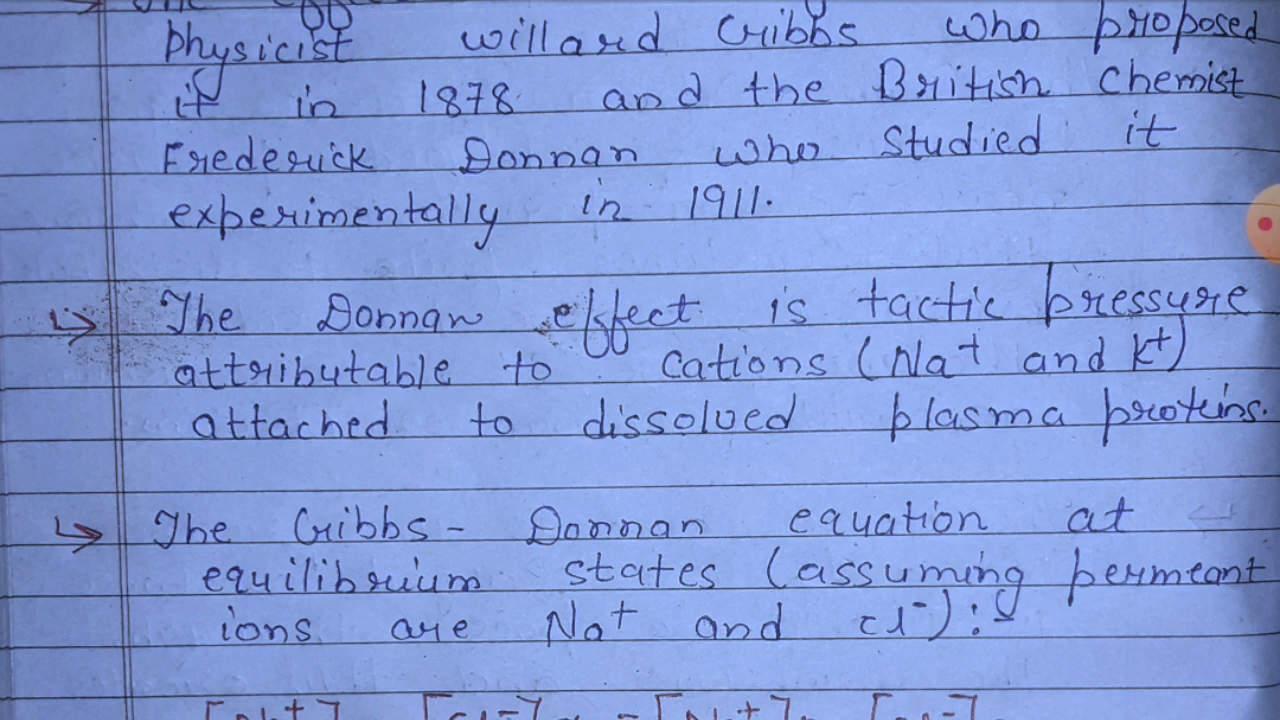 physicist willard Gibbs who proposed
it in 1878 and the British Chemist
Frederick Donnan who studied it
experimentally in 1911.
The Donnan effect is tactic pressure
attributable to cations (Na+ and K+)
attached to dissolved plasma proteins.
The Gibbs - Donnan equation at
equilibrium states (assuming permeant
ions are Na+ and cl-) :-